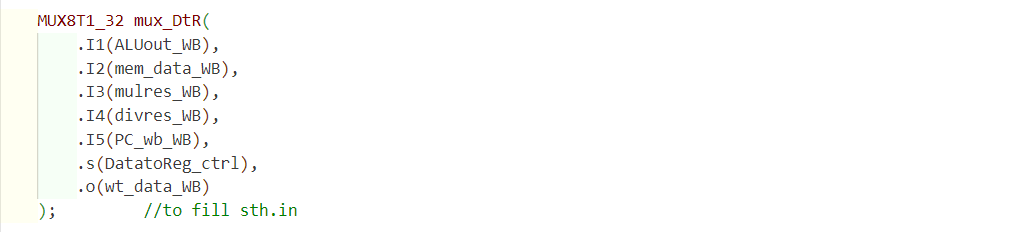 MUX8T1_32 mux_DtR(
.I1(ALUout_WB),
.I2(mem_data_WB),
.I3(mulres_WB),
.I4(divres_WB),
.I5(PC_wb_WB),
.s(DatatoReg_ctrl),
.o(wt_data_WB)
); //to fill sth.in